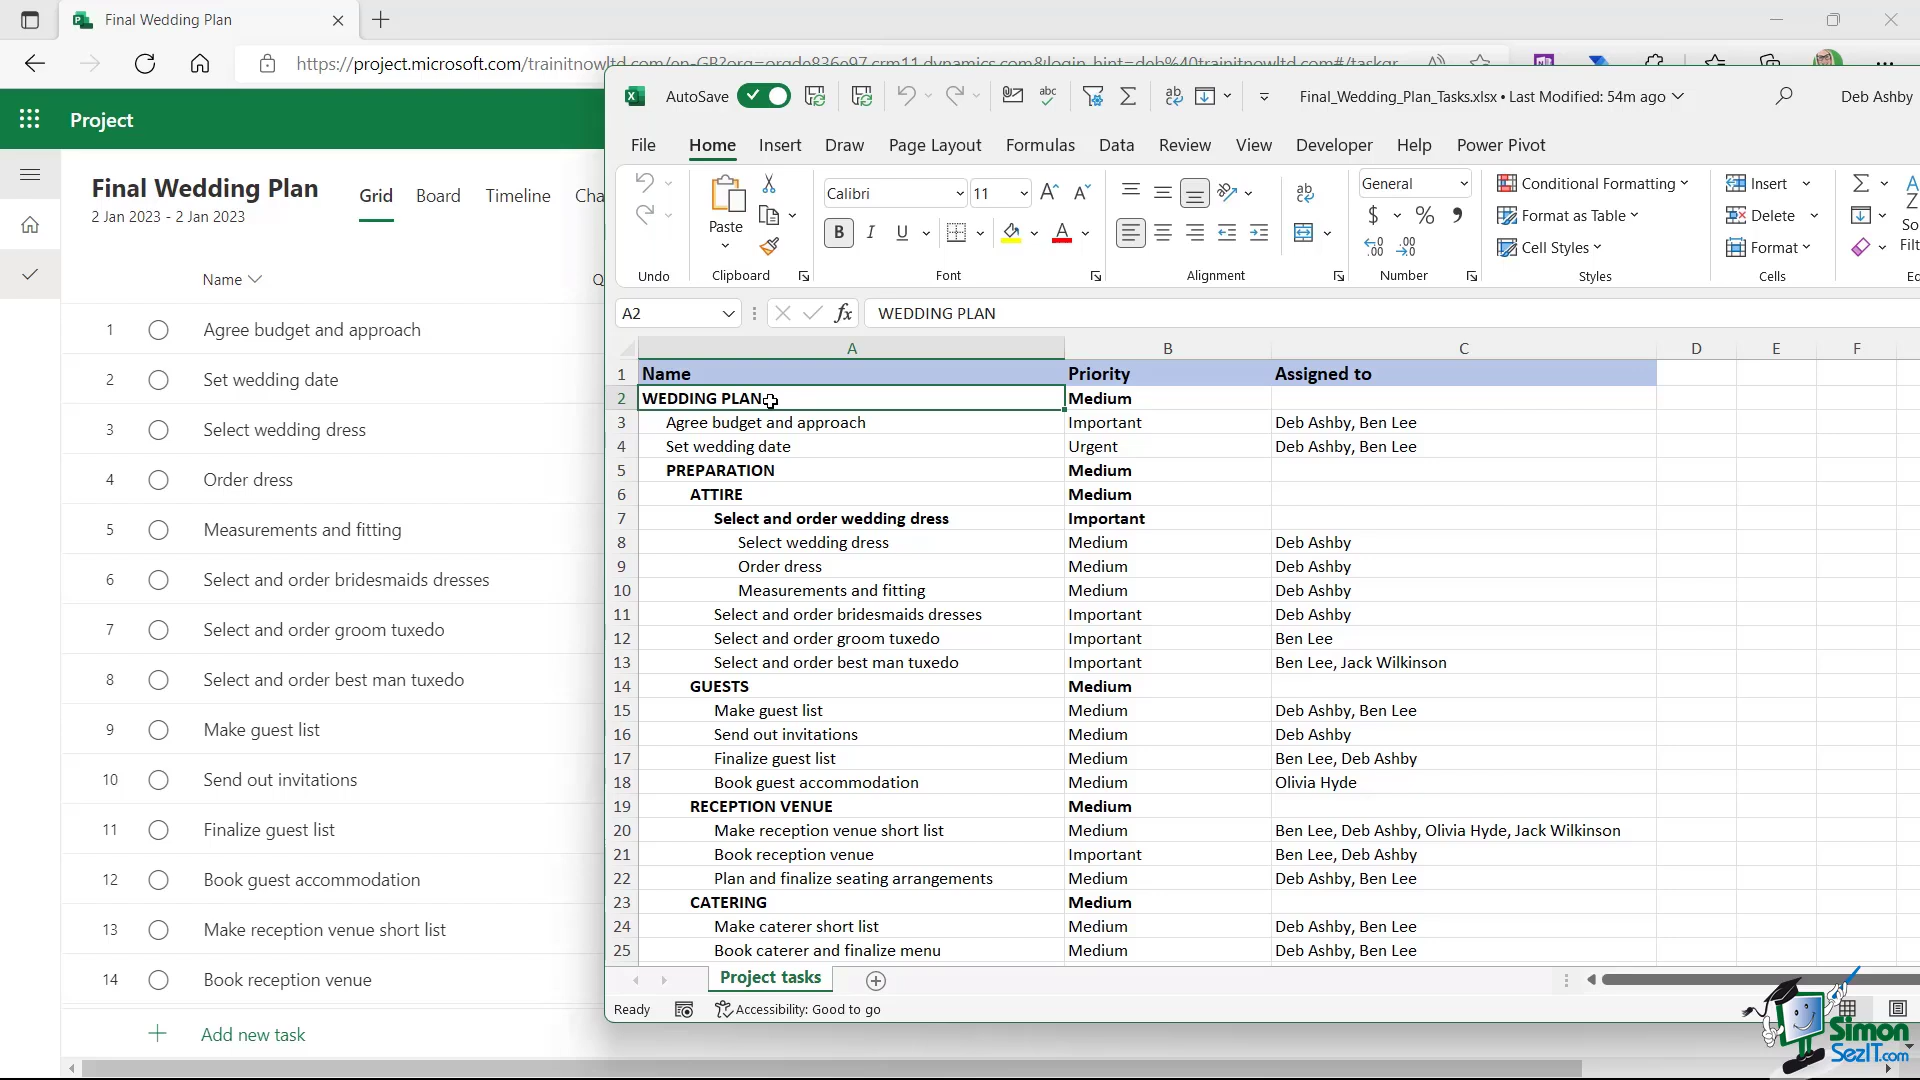 Final Wedding Plan
https://project.microsoft.com/trainitnowltd.com/en-GB?org=orgde836e97.crm11.dynamics.com&login_hint=deb%40trainitnowltd.com#/taskgr
Project
Final Wedding Plan
2 Jan 2023 - 2 Jan 2023
Grid Board Timeline Cha
Name
Q
1 Agree budget and approach
2 Set wedding date
3 Select wedding dress
4 Order dress
5 Measurements and fitting
6 Select and order bridesmaids dresses
7 Select and order groom tuxedo
8 Select and order best man tuxedo
9 Make guest list
10 Send out invitations
11 Finalize guest list
12 Book guest accommodation
13 Make reception venue short list
14 Book reception venue
Add new task
AutoSave
Final_Wedding_Plan_Tasks.xlsx • Last Modified: 54m ago
Deb Ashby
File Home Insert Draw Page Layout Formulas Data Review View Developer Help Power Pivot
Undo
Paste
Clipboard
Calibri 11
B I U
Font
Alignment
General
$ %
Number
Conditional Formatting
Format as Table
Cell Styles
Styles
Insert
Delete
Format
Cells
So
Filt
Ec
A2 fx WEDDING PLAN
A B C D E F
1 Name Priority Assigned to
2 WEDDING PLAN Medium
3 Agree budget and approach Important Deb Ashby, Ben Lee
4 Set wedding date Urgent Deb Ashby, Ben Lee
5 PREPARATION Medium
6 ATTIRE Medium
7 Select and order wedding dress Important
8 Select wedding dress Medium Deb Ashby
9 Order dress Medium Deb Ashby
10 Measurements and fitting Medium Deb Ashby
11 Select and order bridesmaids dresses Important Deb Ashby
12 Select and order groom tuxedo Important Ben Lee
13 Select and order best man tuxedo Important Ben Lee, Jack Wilkinson
14 GUESTS Medium
15 Make guest list Medium Deb Ashby, Ben Lee
16 Send out invitations Medium Deb Ashby
17 Finalize guest list Medium Ben Lee, Deb Ashby
18 Book guest accommodation Medium Olivia Hyde
19 RECEPTION VENUE Medium
20 Make reception venue short list Medium Ben Lee, Deb Ashby, Olivia Hyde, Jack Wilkinson
21 Book reception venue Important Ben Lee, Deb Ashby
22 Plan and finalize seating arrangements Medium Deb Ashby, Ben Lee
23 CATERING Medium
24 Make caterer short list Medium Deb Ashby, Ben Lee
25 Book caterer and finalize menu Medium Deb Ashby, Ben Lee
Project tasks
Ready
Accessibility: Good to go
Simon
SezIT.com